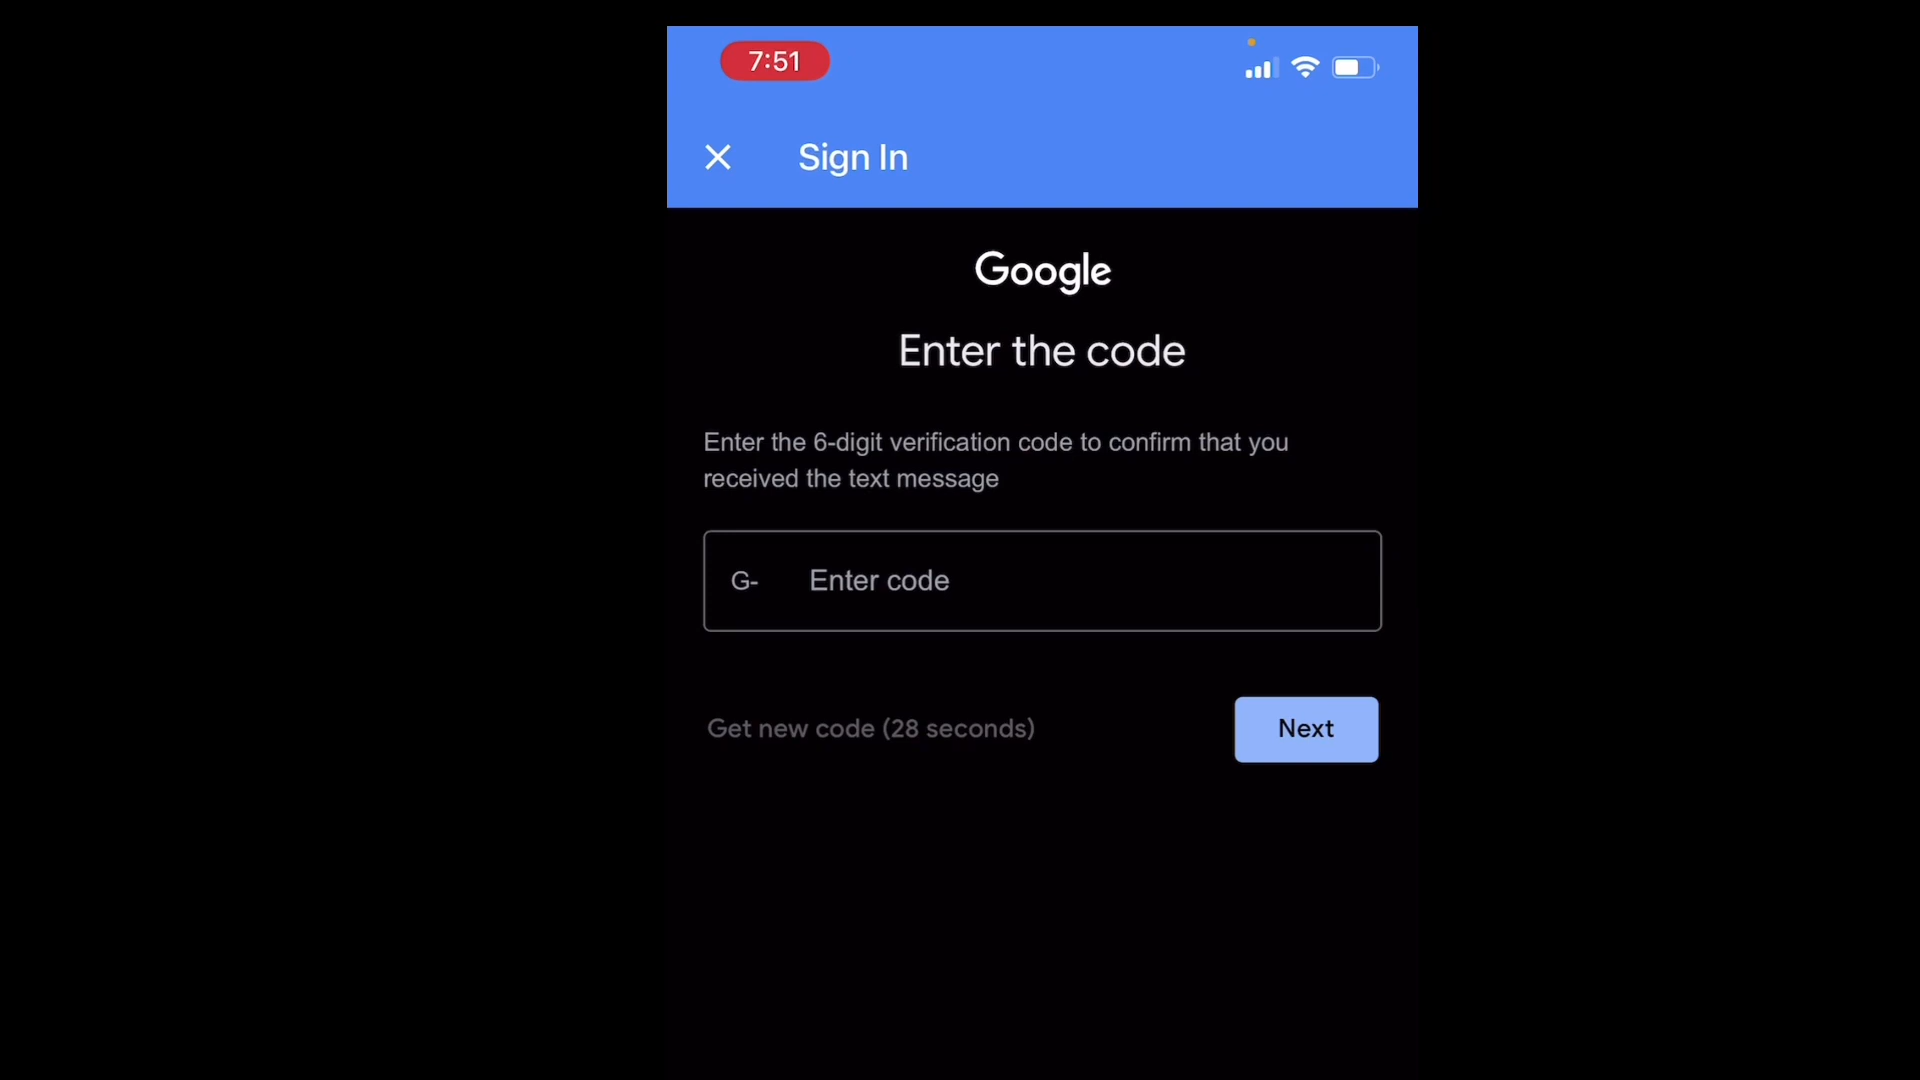 7:51
Sign In
Google
Enter the code
Enter the 6-digit verification code to confirm that you
received the text message
G- Enter code
Get new code (28 seconds)
Next